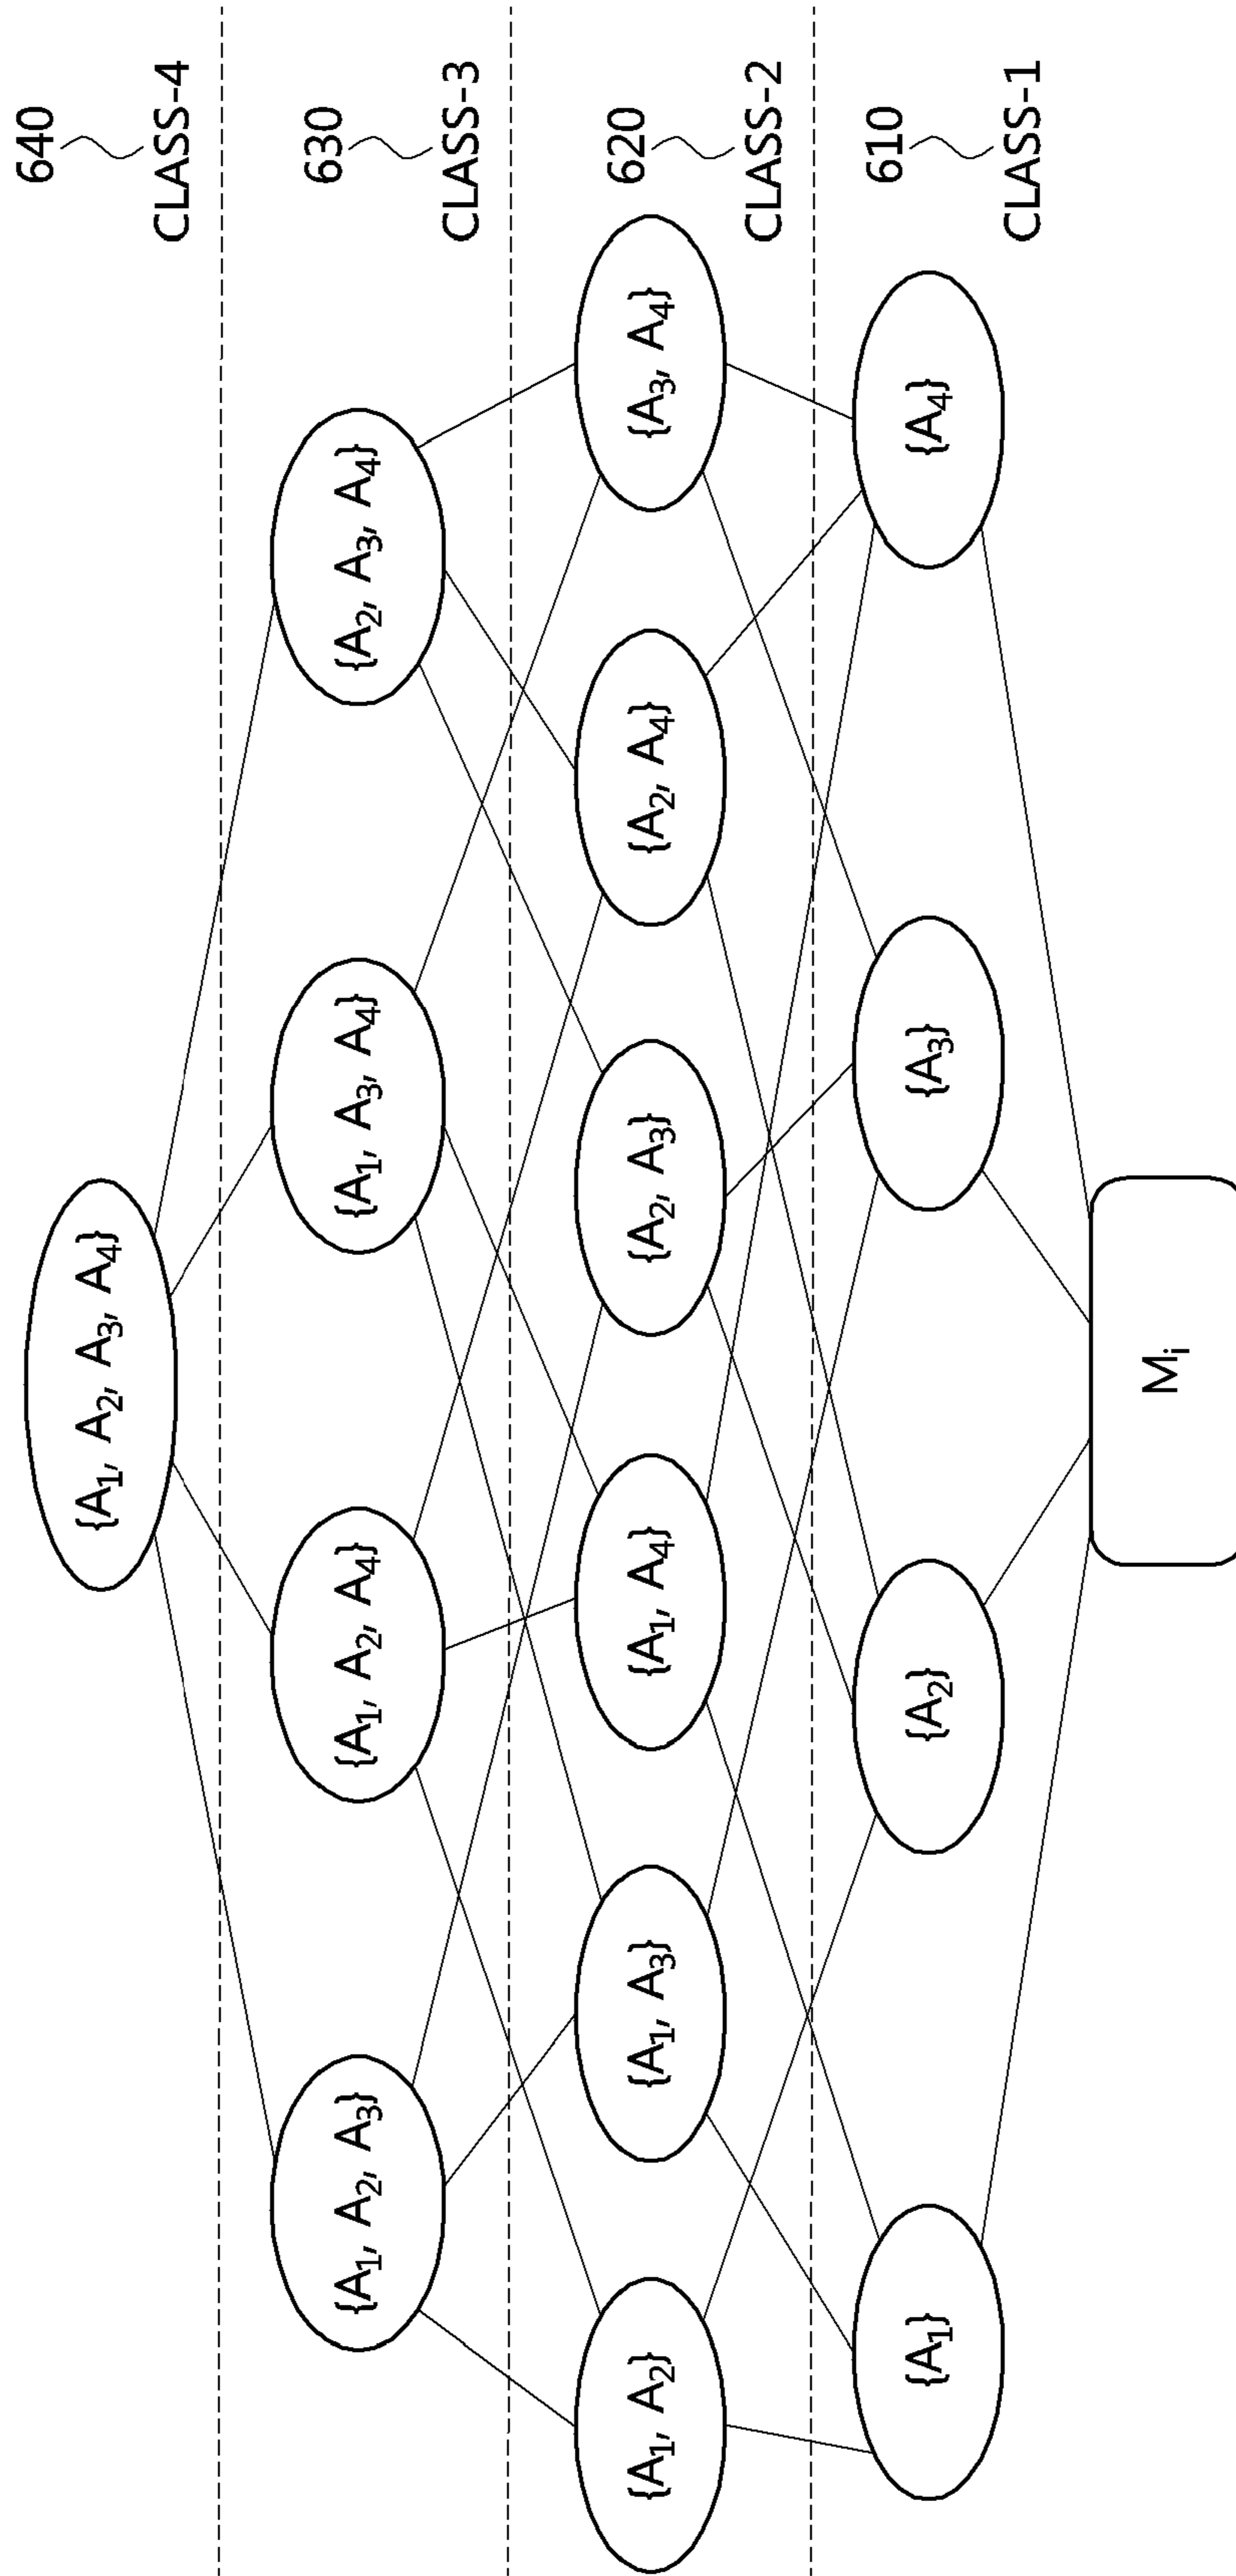 640
CLASS-4
{A₁, A₂, A₃, A₄}
630
CLASS-3
{A₁, A₂, A₃}
{A₁, A₂, A₄}
{A₁, A₃, A₄}
{A₂, A₃, A₄}
620
CLASS-2
{A₁, A₂}
{A₁, A₃}
{A₁, A₄}
{A₂, A₃}
{A₂, A₄}
{A₃, A₄}
610
CLASS-1
{A₁}
{A₂}
{A₃}
{A₄}
Mᵢ